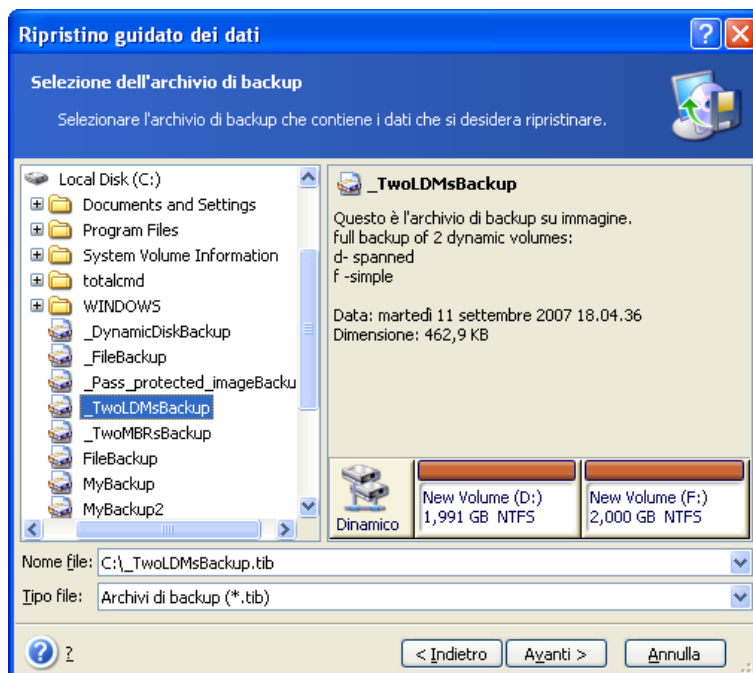 Ripristino guidato dei dati
Selezione dell'archivio di backup
Selezionare l'archivio di backup che contiene i dati che si desidera ripristinare.
Local Disk (C:)
Documents and Settings
Program Files
System Volume Information
totalcmd
WINDOWS
_DynamicDiskBackup
_FileBackup
_Pass_protected_imageBacku
_TwoLDMsBackup
_TwoMBRsBackup
FileBackup
MyBackup
MyBackup2
_TwoLDMsBackup
Questo è l'archivio di backup su immagine.
full backup of 2 dynamic volumes:
d- spanned
f -simple
Data: martedì 11 settembre 2007 18.04.36
Dimensione: 462,9 KB
Dinamico
New Volume (D:)
1,991 GB NTFS
New Volume (F:)
2,000 GB NTFS
Nome file: C:\_TwoLDMsBackup.tib
Tipo file: Archivi di backup (*.tib)
? < Indietro Avanti > Annulla